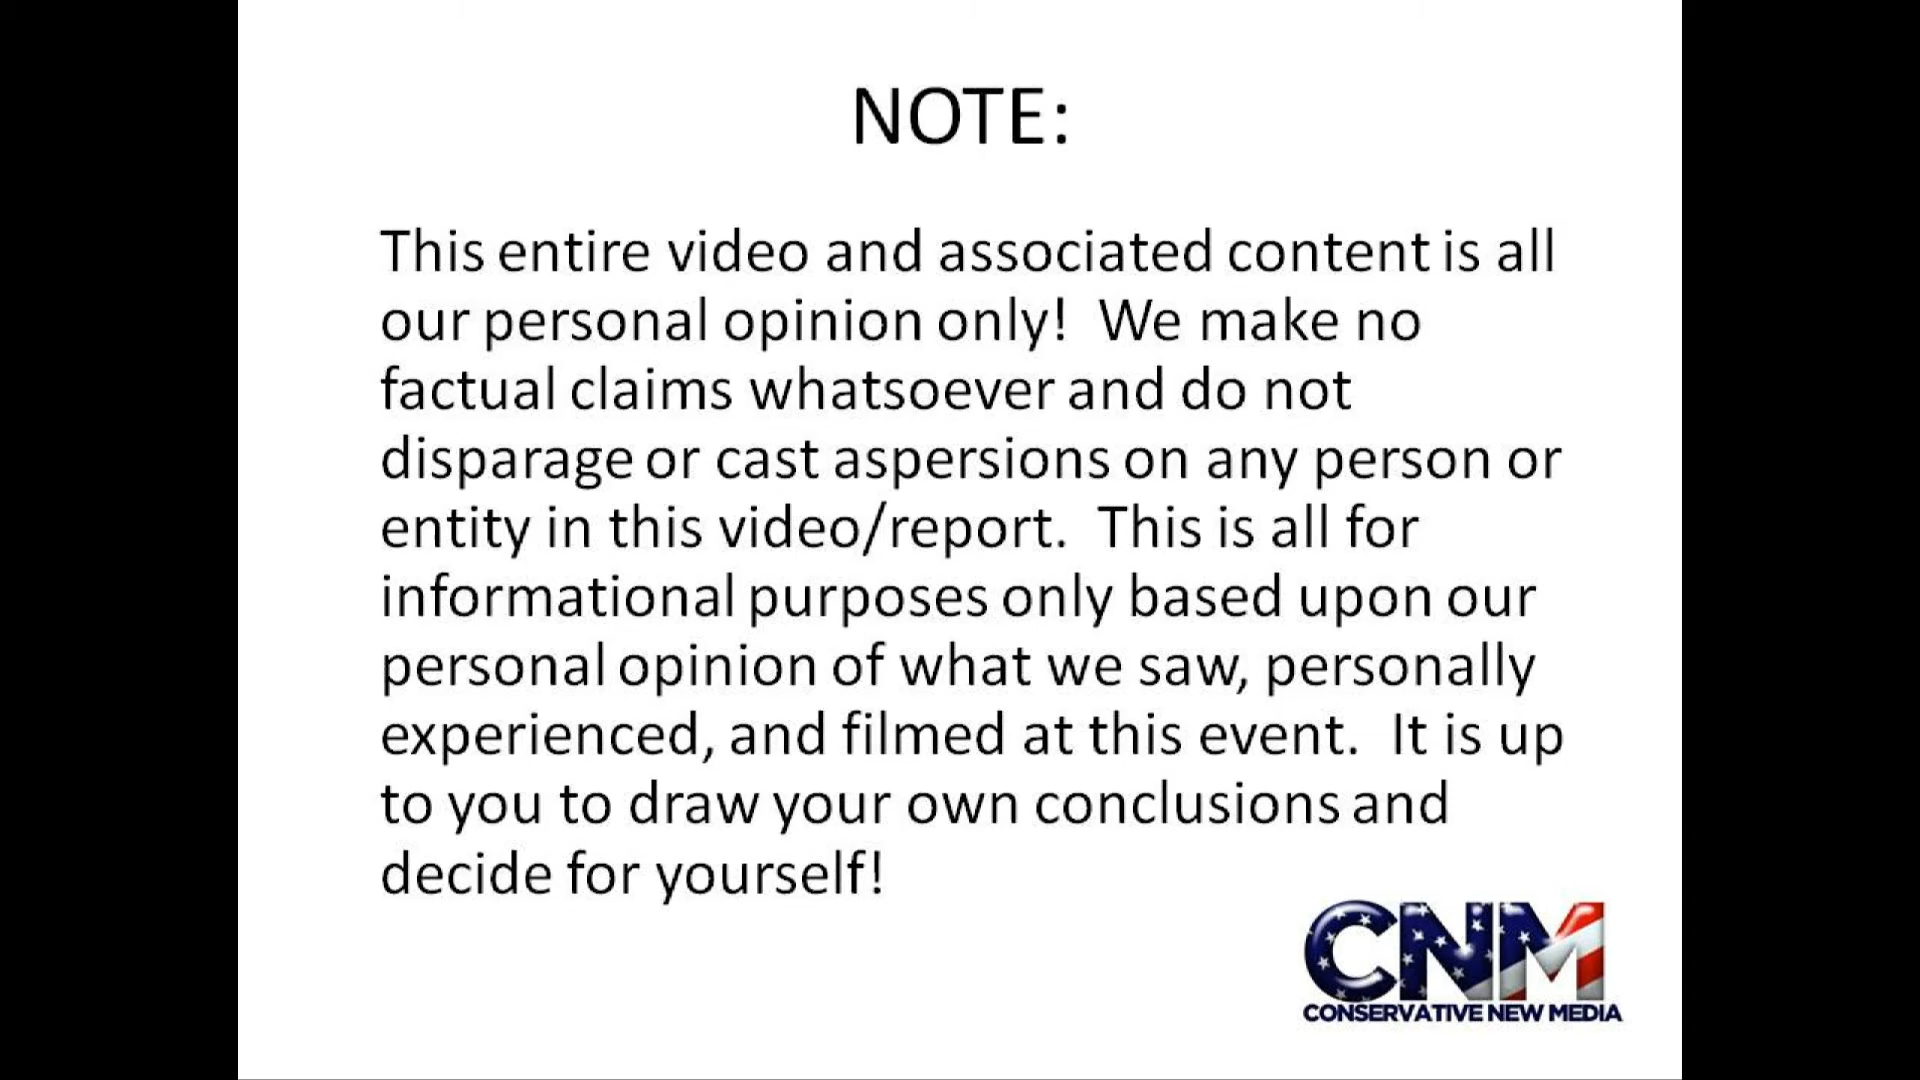 NOTE:
This entire video and associated content is all
our personal opinion only!  We make no
factual claims whatsoever and do not
disparage or cast aspersions on any person or
entity in this video/report.  This is all for
informational purposes only based upon our
personal opinion of what we saw, personally
experienced, and filmed at this event.  It is up
to you to draw your own conclusions and
decide for yourself!
CNM
CONSERVATIVE NEW MEDIA